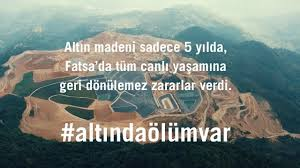 Altın madeni sadece 5 yılda,
Fatsa'da tüm canlı yaşamına
geri dönülemez zararlar verdi.
#altındaölümvar